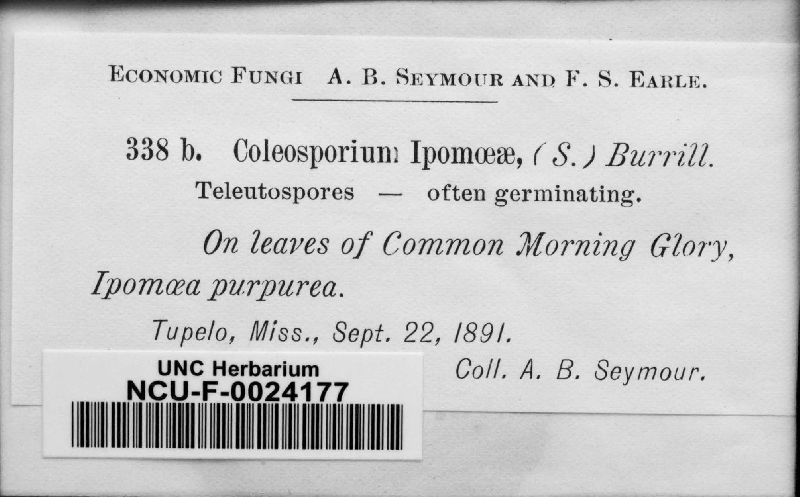 Economic Fungi A. B. Seymour and F. S. Earle.
338 b. Coleosporium Ipomœæ, (S.) Burrill.
Teleutospores — often germinating.
On leaves of Common Morning Glory,
Ipomœa purpurea.
Tupelo, Miss., Sept. 22, 1891.
Coll. A. B. Seymour.
UNC Herbarium
NCU-F-0024177